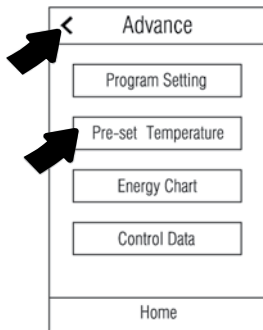 Advance
Program Setting
Pre-set Temperature
Energy Chart
Control Data
Home